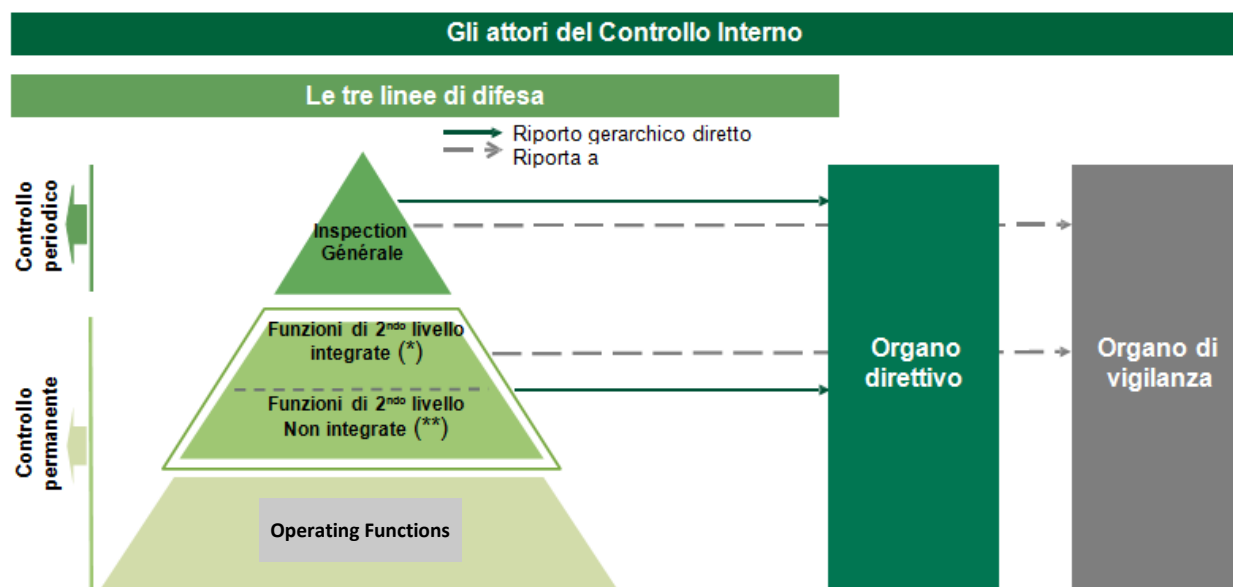 Gli attori del Controllo Interno
Le tre linee di difesa
Riporto gerarchico diretto
Riporta a
Controllo
periodico
Inspection
Générale
Funzioni di 2ndo livello
integrate (*)
Funzioni di 2ndo livello
Non integrate (**)
Controllo
permanente
Operating Functions
Organo
direttivo
Organo di
vigilanza